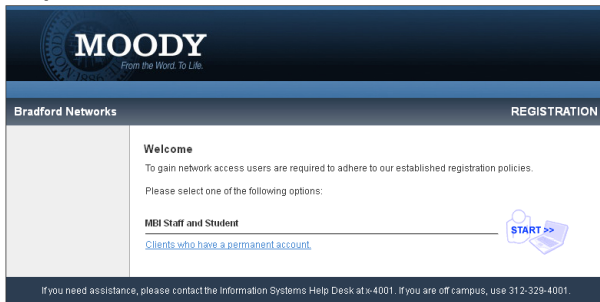 MOODY
From the Word. To Life.
Bradford Networks
REGISTRATION
Welcome
To gain network access users are required to adhere to our established registration policies.
Please select one of the following options:
MBI Staff and Student
START >>
Clients who have a permanent account.
If you need assistance, please contact the Information Systems Help Desk at x-4001. If you are off campus, use 312-329-4001.